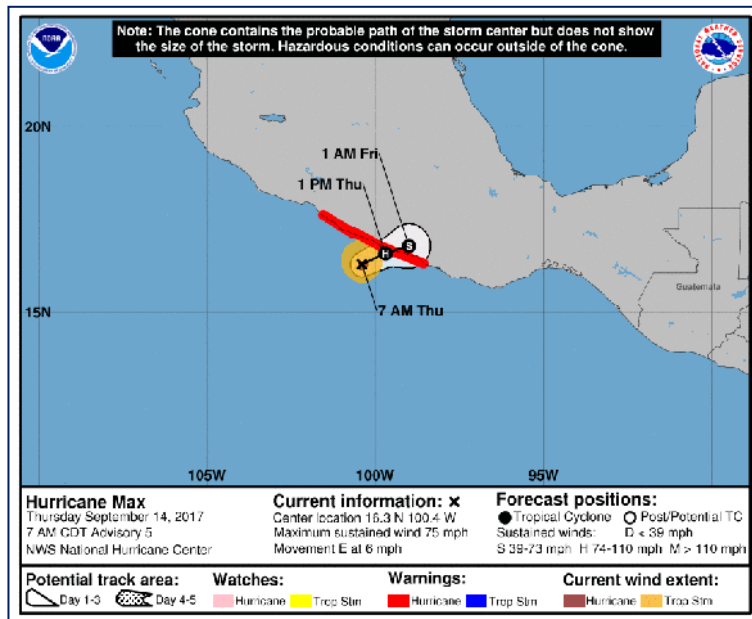 Note: The cone contains the probable path of the storm center but does not show
the size of the storm. Hazardous conditions can occur outside of the cone.
NOAA
20N
1 AM Fri
1 PM Thu
S
H
Guatemala
7 AM Thu
15N
105W 100W 95W
Hurricane Max
Thursday September 14, 2017
7 AM CDT Advisory 5
NWS National Hurricane Center
Current information: ×
Center location 16.3 N 100.4 W
Maximum sustained wind 75 mph
Movement E at 6 mph
Forecast positions:
● Tropical Cyclone ○ Post/Potential TC
Sustained winds: D < 39 mph
S 39-73 mph H 74-110 mph M > 110 mph
Potential track area:
Day 1-3 Day 4-5
Watches:
Hurricane Trop Stm
Warnings:
Hurricane Trop Stm
Current wind extent:
Hurricane Trop Stm